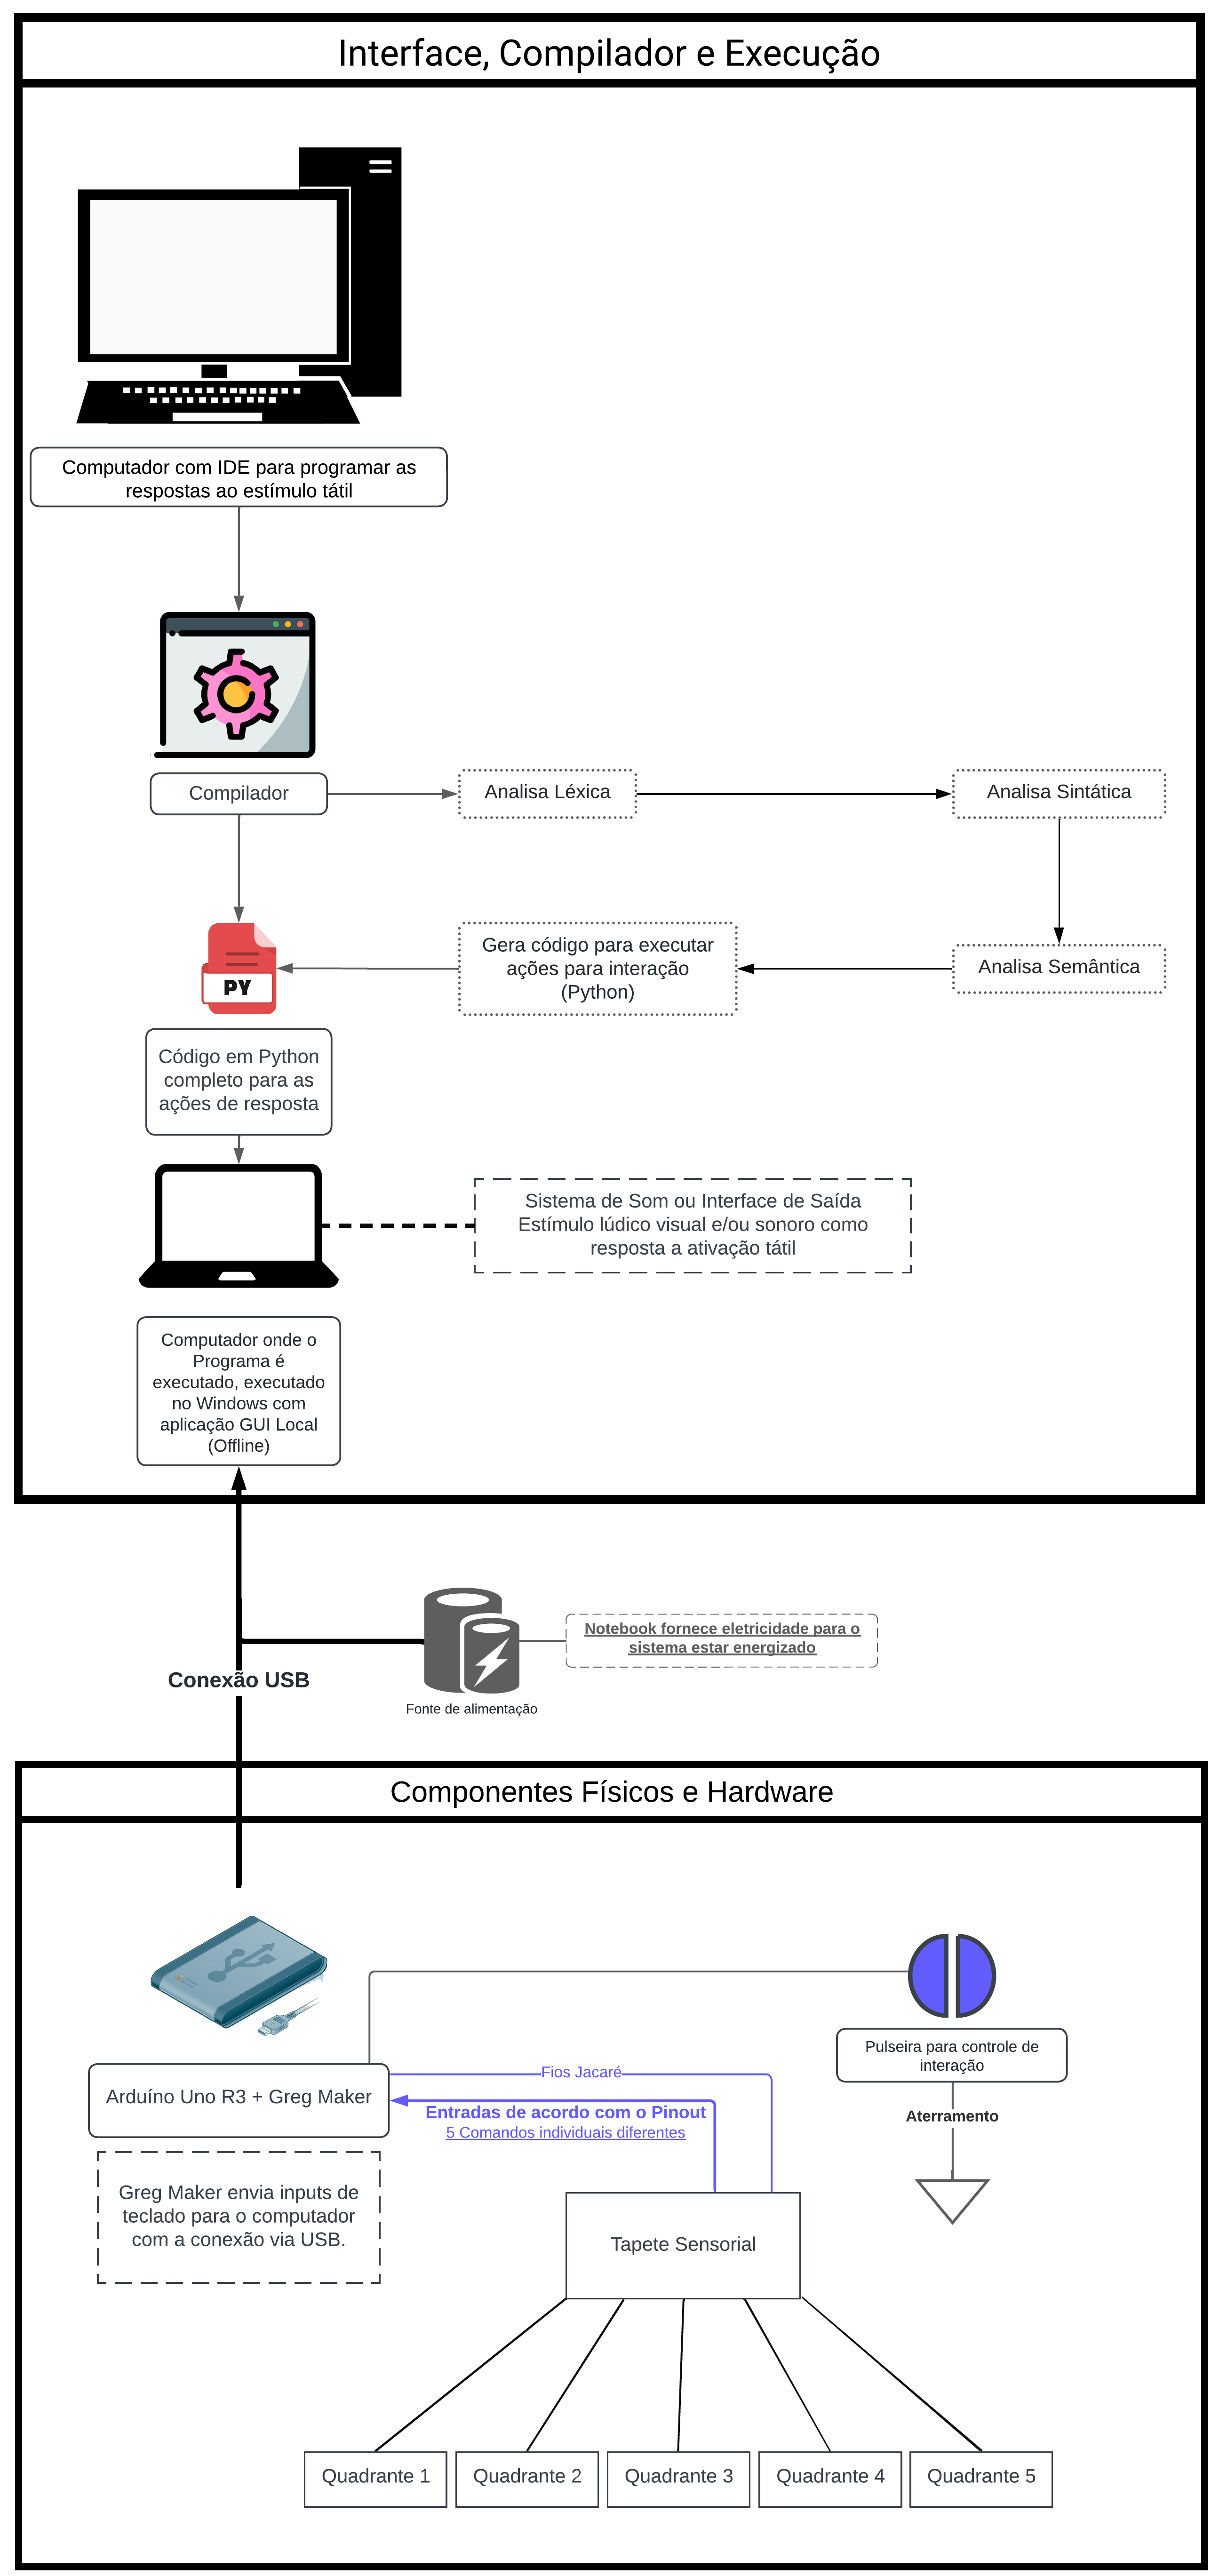 Interface, Compilador e Execução
Computador com IDE para programar as
respostas ao estímulo tátil
Compilador
Analisa Léxica
Analisa Sintática
PY
Gera código para executar
ações para interação
(Python)
Analisa Semântica
Código em Python
completo para as
ações de resposta
Sistema de Som ou Interface de Saída
Estímulo lúdico visual e/ou sonoro como
resposta a ativação tátil
Computador onde o
Programa é
executado, executado
no Windows com
aplicação GUI Local
(Offline)
Notebook fornece eletricidade para o
sistema estar energizado
Conexão USB
Fonte de alimentação
Componentes Físicos e Hardware
Pulseira para controle de
interação
Arduíno Uno R3 + Greg Maker
Fios Jacaré
Entradas de acordo com o Pinout
5 Comandos individuais diferentes
Aterramento
Greg Maker envia inputs de
teclado para o computador
com a conexão via USB.
Tapete Sensorial
Quadrante 1
Quadrante 2
Quadrante 3
Quadrante 4
Quadrante 5